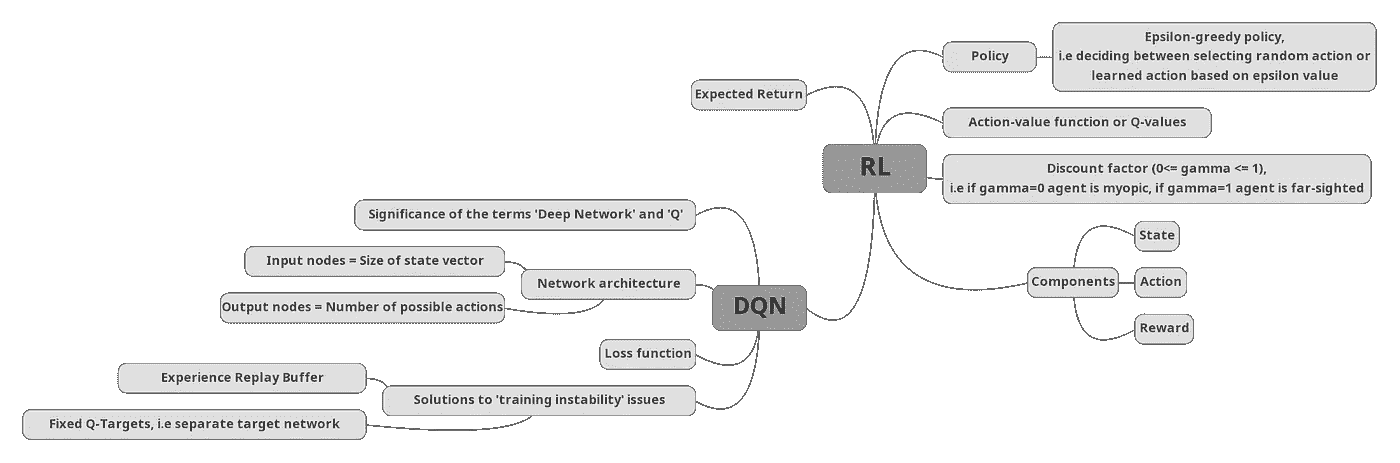 Epsilon-greedy policy,
i.e deciding between selecting random action or
learned action based on epsilon value
Policy
Expected Return
Action-value function or Q-values
RL
Discount factor (0<= gamma <= 1),
i.e if gamma=0 agent is myopic, if gamma=1 agent is far-sighted
State
Components
Action
Reward
Significance of the terms 'Deep Network' and 'Q'
Input nodes = Size of state vector
Network architecture
Output nodes = Number of possible actions
DQN
Loss function
Experience Replay Buffer
Solutions to 'training instability' issues
Fixed Q-Targets, i.e separate target network